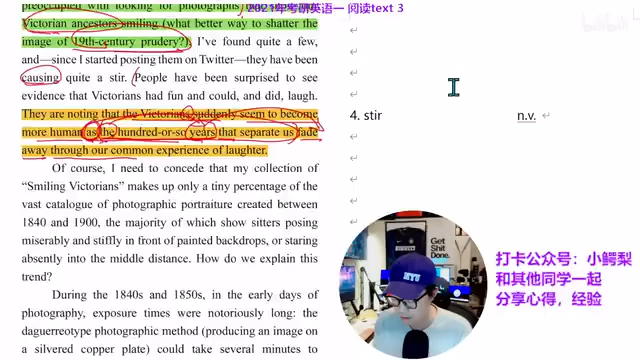 2021年考研英语一 阅读text 3
preoccupied with looking for photographs
Victorian ancestors smiling (what better way to shatter the
image of 19th-century prudery?). I've found quite a few,
and—since I started posting them on Twitter—they have been
causing quite a stir. People have been surprised to see
evidence that Victorians had fun and could, and did, laugh.
They are noting that the Victorians suddenly seem to become
more human as the hundred-or-so years that separate us fade
away through our common experience of laughter.
Of course, I need to concede that my collection of
“Smiling Victorians” makes up only a tiny percentage of the
vast catalogue of photographic portraiture created between
1840 and 1900, the majority of which show sitters posing
miserably and stiffly in front of painted backdrops, or staring
absently into the middle distance. How do we explain this
trend?
During the 1840s and 1850s, in the early days of
photography, exposure times were notoriously long: the
daguerreotype photographic method (producing an image on
a silvered copper plate) could take several minutes to
4. stir n.v.
Get
Shit
Done.
NYU
打卡公众号：小鳄梨
和其他同学一起
分享心得，经验
bilibili